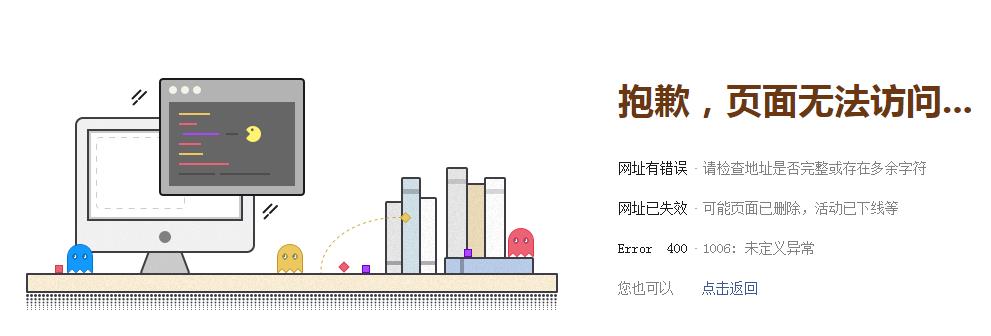 抱歉，页面无法访问...
网址有错误 - 请检查地址是否完整或存在多余字符
网址已失效 - 可能页面已删除，活动已下线等
Error 400 - 1006: 未定义异常
您也可以 点击返回